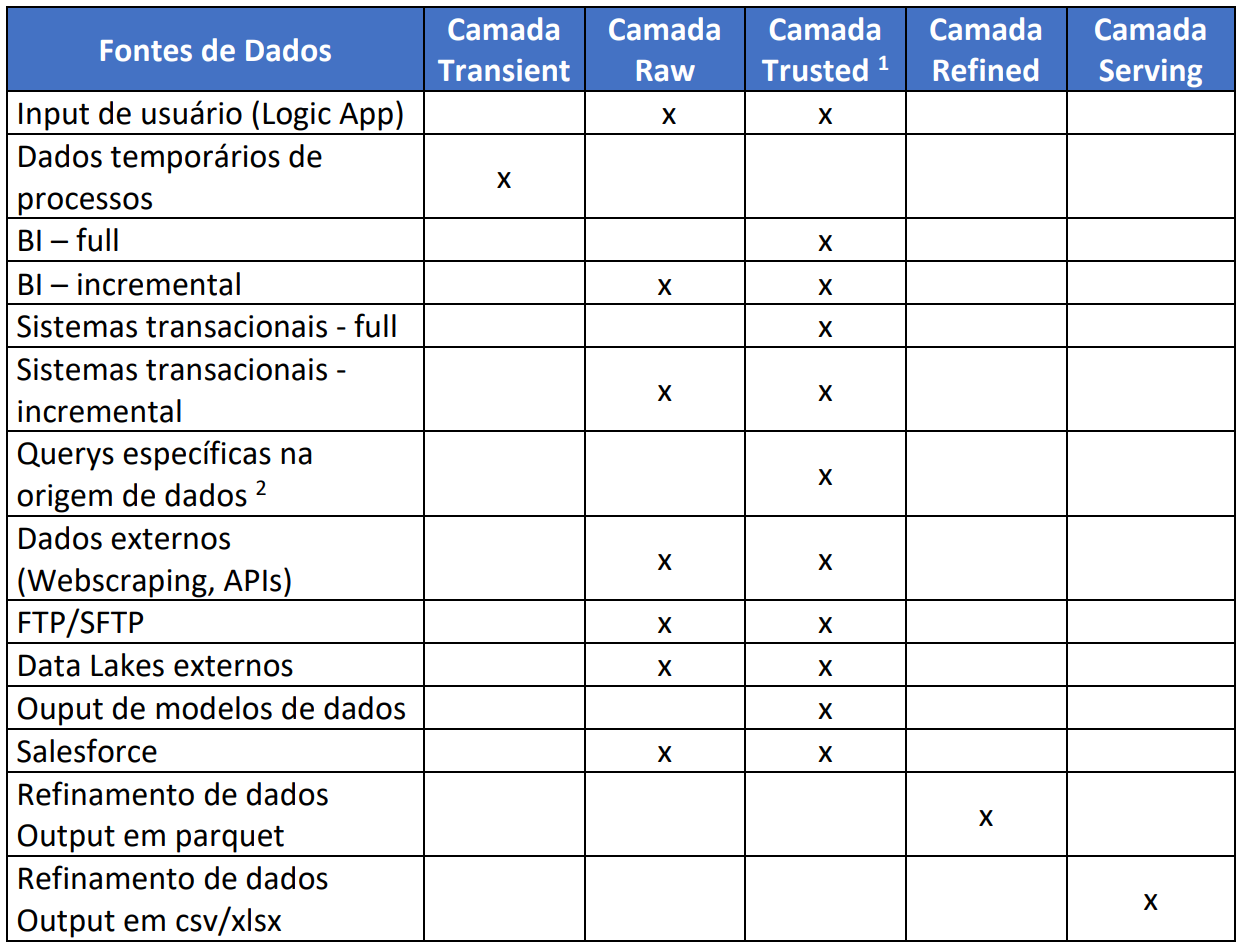 Fontes de Dados Camada Transient Camada Raw Camada Trusted ¹ Camada Refined Camada Serving
Input de usuário (Logic App) x x
Dados temporários de
processos x
BI – full x
BI – incremental x x
Sistemas transacionais - full x
Sistemas transacionais -
incremental x x
Querys específicas na
origem de dados ² x
Dados externos
(Webscraping, APIs) x x
FTP/SFTP x x
Data Lakes externos x x
Ouput de modelos de dados x
Salesforce x x
Refinamento de dados
Output em parquet x
Refinamento de dados
Output em csv/xlsx x